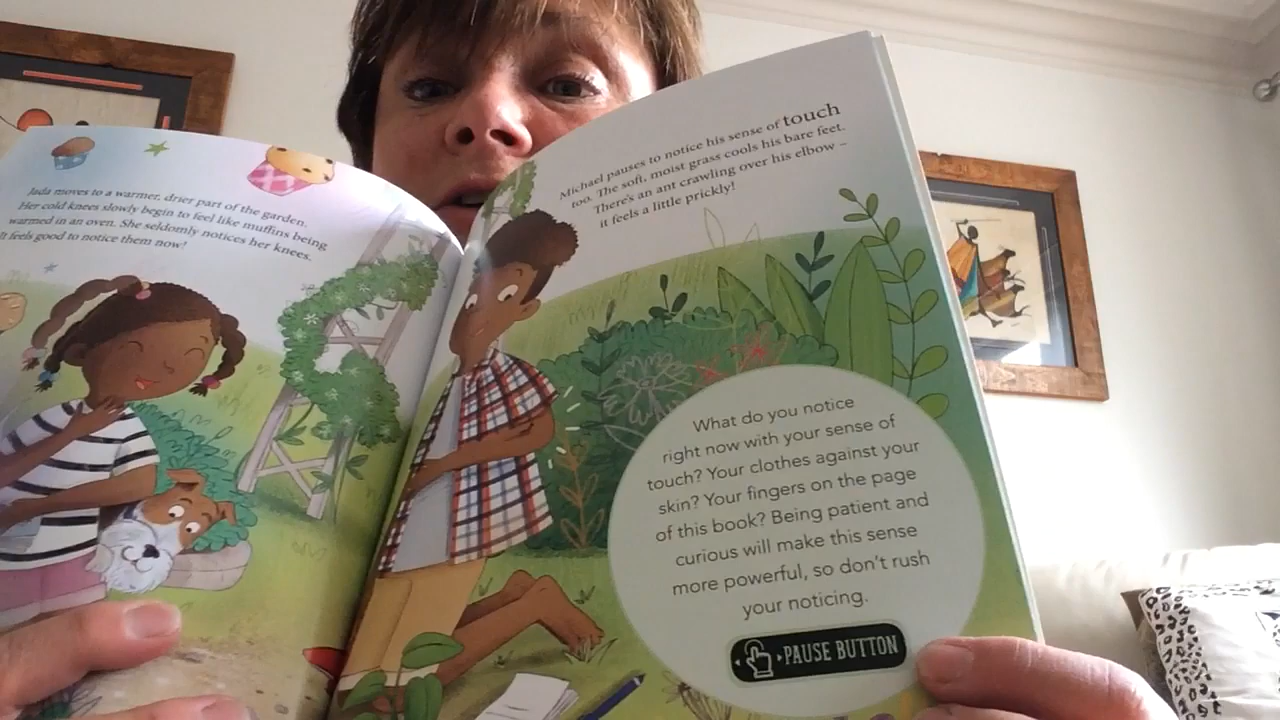 Jada moves to a warmer, drier part of the garden.
Her cold knees slowly begin to feel like muffins being
warmed in an oven. She seldomly notices her knees.
It feels good to notice them now!
Michael pauses to notice his sense of touch
too. The soft, moist grass cools his bare feet.
There's an ant crawling over his elbow –
it feels a little prickly!
What do you notice
right now with your sense of
touch? Your clothes against your
skin? Your fingers on the page
of this book? Being patient and
curious will make this sense
more powerful, so don't rush
your noticing.
PAUSE BUTTON